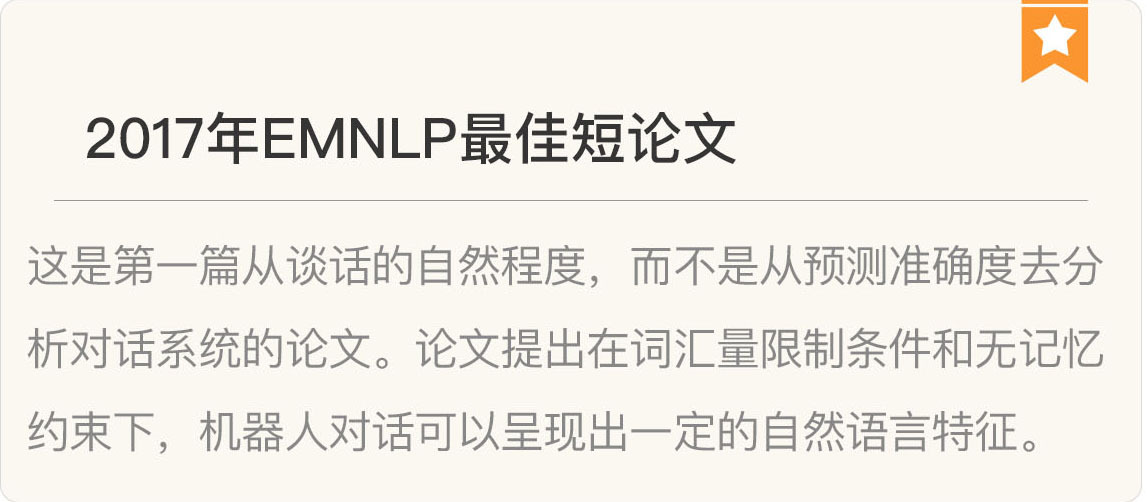 2017年EMNLP最佳短论文
这是第一篇从谈话的自然程度，而不是从预测准确度去分
析对话系统的论文。论文提出在词汇量限制条件和无记忆
约束下，机器人对话可以呈现出一定的自然语言特征。